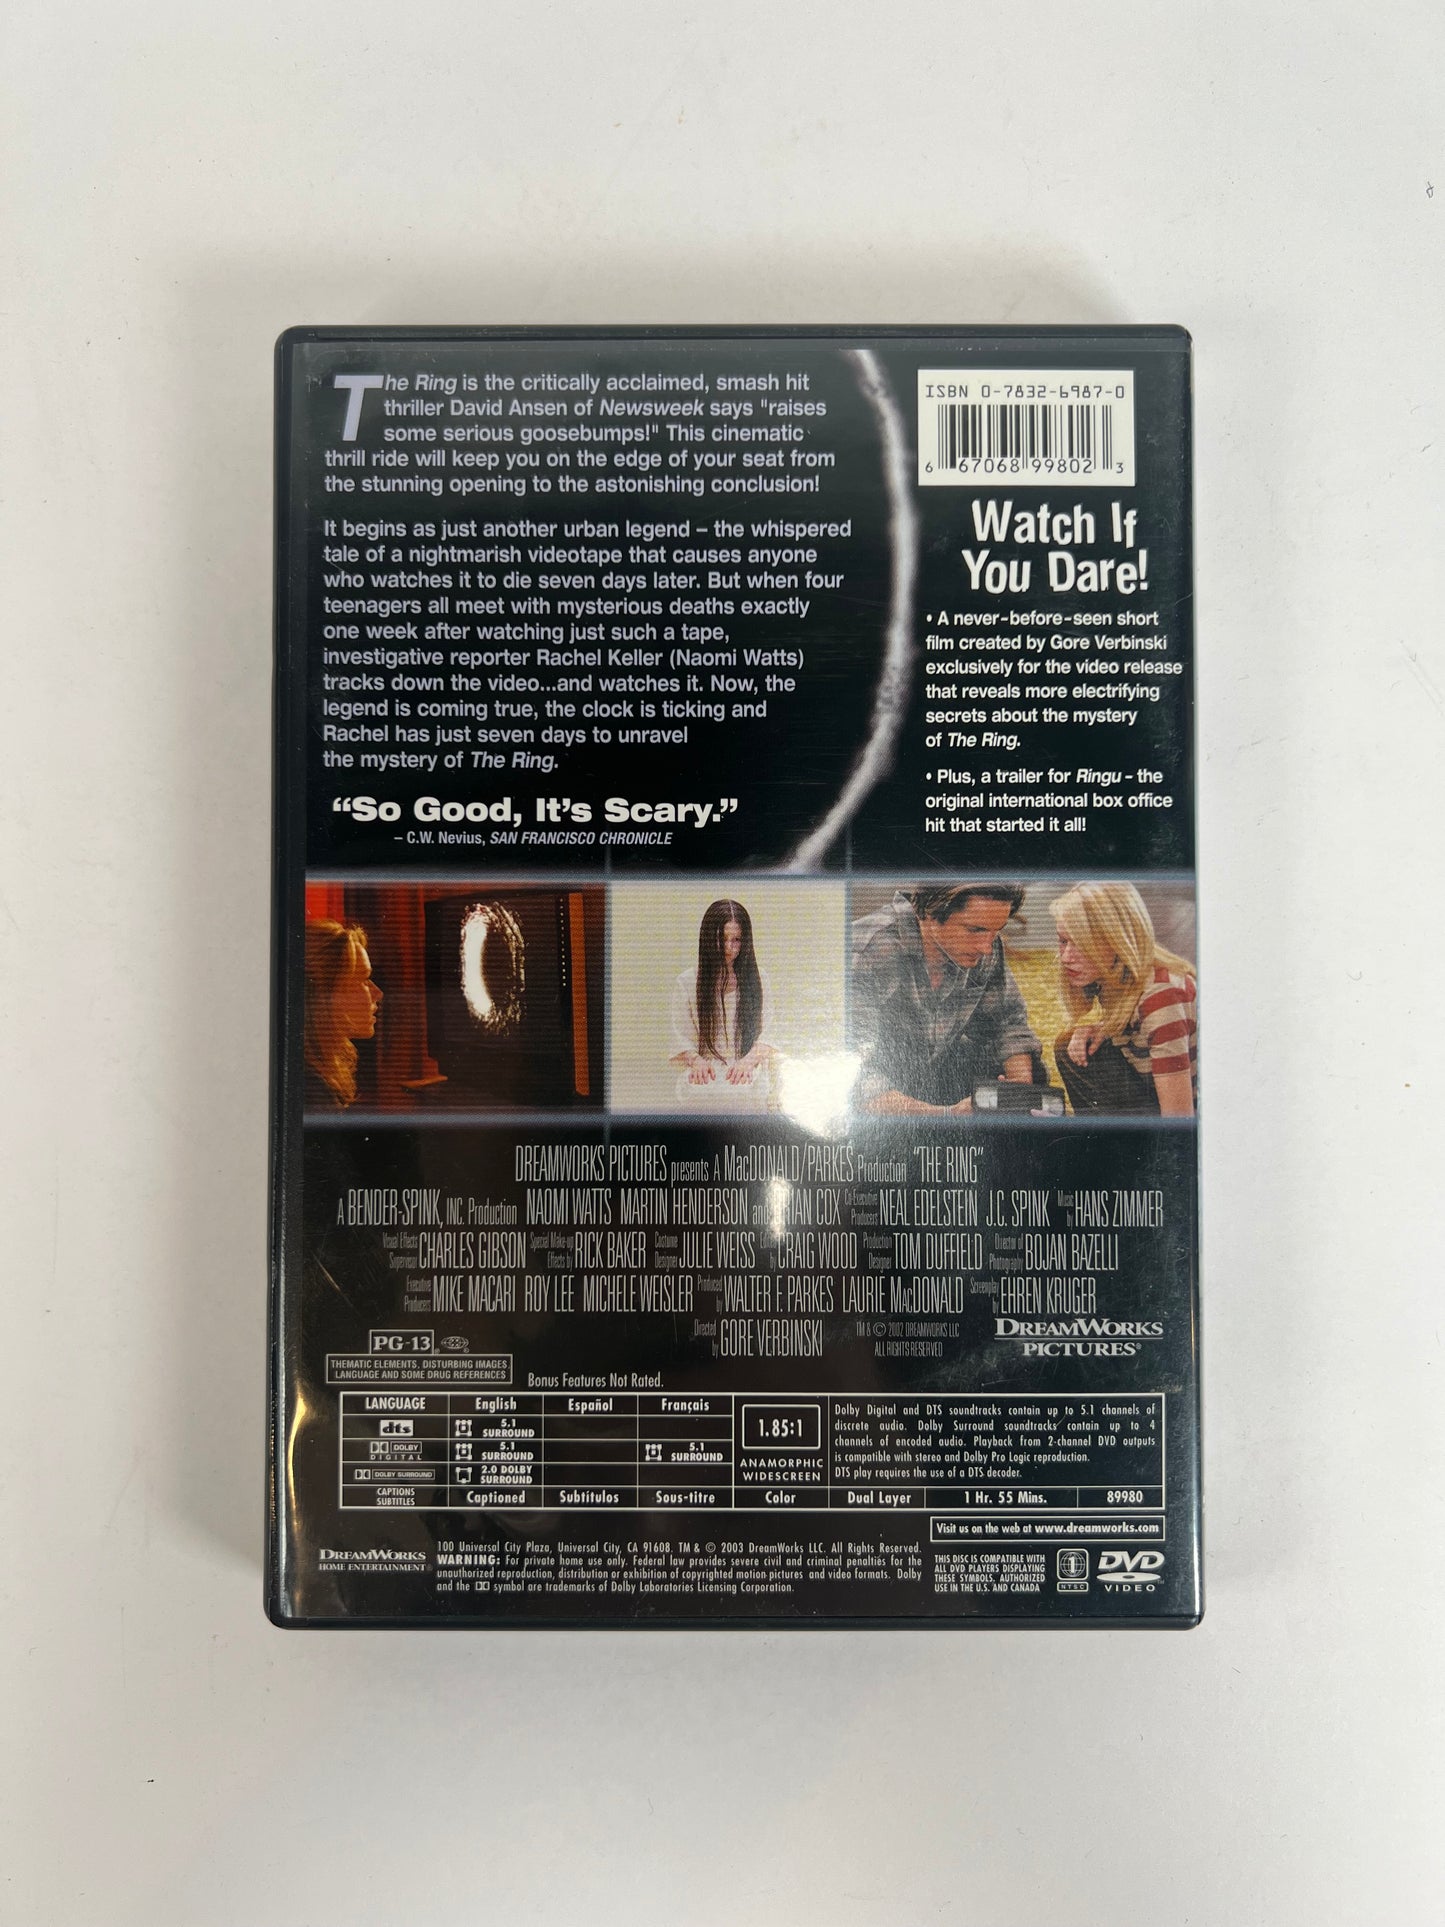 The Ring is the critically acclaimed, smash hit
thriller David Ansen of Newsweek says "raises
some serious goosebumps!" This cinematic
thrill ride will keep you on the edge of your seat from
the stunning opening to the astonishing conclusion!
It begins as just another urban legend – the whispered
tale of a nightmarish videotape that causes anyone
who watches it to die seven days later. But when four
teenagers all meet with mysterious deaths exactly
one week after watching just such a tape,
investigative reporter Rachel Keller (Naomi Watts)
tracks down the video...and watches it. Now, the
legend is coming true, the clock is ticking and
Rachel has just seven days to unravel
the mystery of The Ring.
“So Good, It’s Scary.”
– C.W. Nevius, SAN FRANCISCO CHRONICLE
ISBN 0-7832-6987-0
6 67068 99802 3
Watch If
You Dare!
• A never-before-seen short
film created by Gore Verbinski
exclusively for the video release
that reveals more electrifying
secrets about the mystery
of The Ring.
• Plus, a trailer for Ringu - the
original international box office
hit that started it all!
DREAMWORKS PICTURES presents A MacDONALD/PARKES Production "THE RING"
A BENDER-SPINK, INC. Production NAOMI WATTS MARTIN HENDERSON and BRIAN COX Co-Executive Producers NEAL EDELSTEIN J.C. SPINK Music by HANS ZIMMER
Visual Effects Supervisor CHARLES GIBSON Special Make-up Effects by RICK BAKER Costume Designer JULIE WEISS Edited by CRAIG WOOD Production Designer TOM DUFFIELD Director of Photography BOJAN BAZELLI
Executive Producers MIKE MACARI ROY LEE MICHELE WEISLER Produced by WALTER F. PARKES LAURIE MacDONALD Screenplay by EHREN KRUGER
Directed by GORE VERBINSKI TM & © 2002 DREAMWORKS LLC ALL RIGHTS RESERVED
DREAMWORKS
PICTURES®
PG-13
THEMATIC ELEMENTS, DISTURBING IMAGES,
LANGUAGE AND SOME DRUG REFERENCES
Bonus Features Not Rated.
LANGUAGE English Español Français
dts 5.1 SURROUND
DOLBY DIGITAL 5.1 SURROUND 5.1 SURROUND
DOLBY SURROUND 2.0 DOLBY SURROUND
CAPTIONS SUBTITLES Captioned Subtítulos Sous-titre
1.85:1
ANAMORPHIC
WIDESCREEN
Dolby Digital and DTS soundtracks contain up to 5.1 channels of
discrete audio. Dolby Surround soundtracks contain up to 4
channels of encoded audio. Playback from 2-channel DVD outputs
is compatible with stereo and Dolby Pro Logic reproduction.
DTS play requires the use of a DTS decoder.
Color Dual Layer 1 Hr. 55 Mins. 89980
Visit us on the web at www.dreamworks.com
DREAMWORKS
HOME ENTERTAINMENT®
100 Universal City Plaza, Universal City, CA 91608. TM & © 2003 DreamWorks LLC. All Rights Reserved.
WARNING: For private home use only. Federal law provides severe civil and criminal penalties for the
unauthorized reproduction, distribution or exhibition of copyrighted motion pictures and video formats. Dolby
and the DD symbol are trademarks of Dolby Laboratories Licensing Corporation.
THIS DISC IS COMPATIBLE WITH
ALL DVD PLAYERS DISPLAYING
THESE SYMBOLS. AUTHORIZED
USE IN THE U.S. AND CANADA
1
NTSC
DVD
VIDEO™